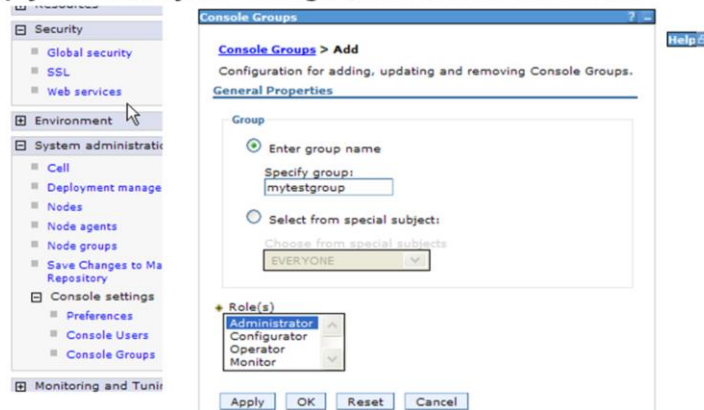 Security
Global security
SSL
Web services
Environment
System administratio
Cell
Deployment manage
Nodes
Node agents
Node groups
Save Changes to Ma
Repository
Console settings
Preferences
Console Users
Console Groups
Monitoring and Tunin
Console Groups ? _
Console Groups > Add
Configuration for adding, updating and removing Console Groups.
General Properties
Group
Enter group name
Specify group:
mytestgroup
Select from special subject:
Choose from special subjects
EVERYONE
Role(s)
Administrator
Configurator
Operator
Monitor
Apply OK Reset Cancel
Help